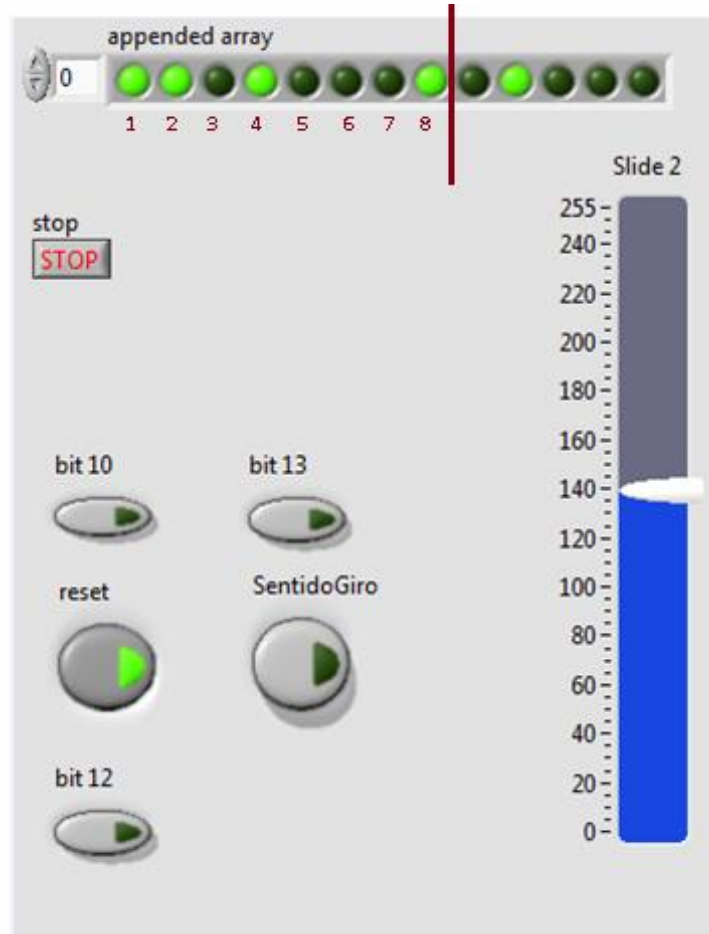 appended array
0
1 2 3 4 5 6 7 8
Slide 2
stop
STOP
255
240
220
200
180
160
140
120
100
80
60
40
20
0
bit 10 bit 13
reset SentidoGiro
bit 12